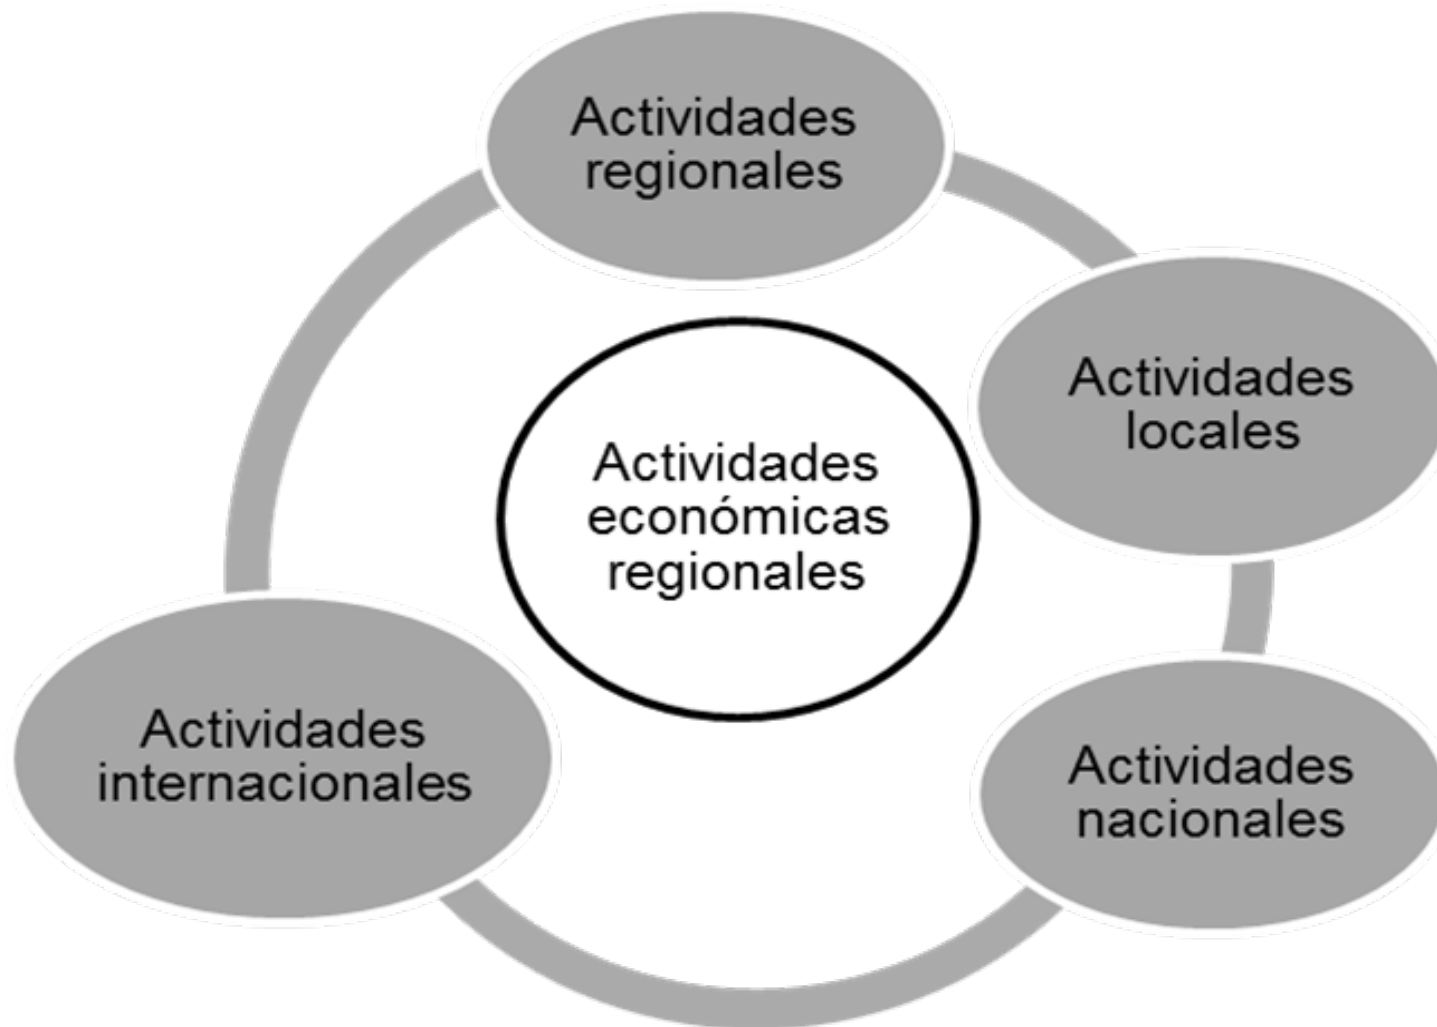 Actividades
regionales
Actividades
locales
Actividades
económicas
regionales
Actividades
internacionales
Actividades
nacionales